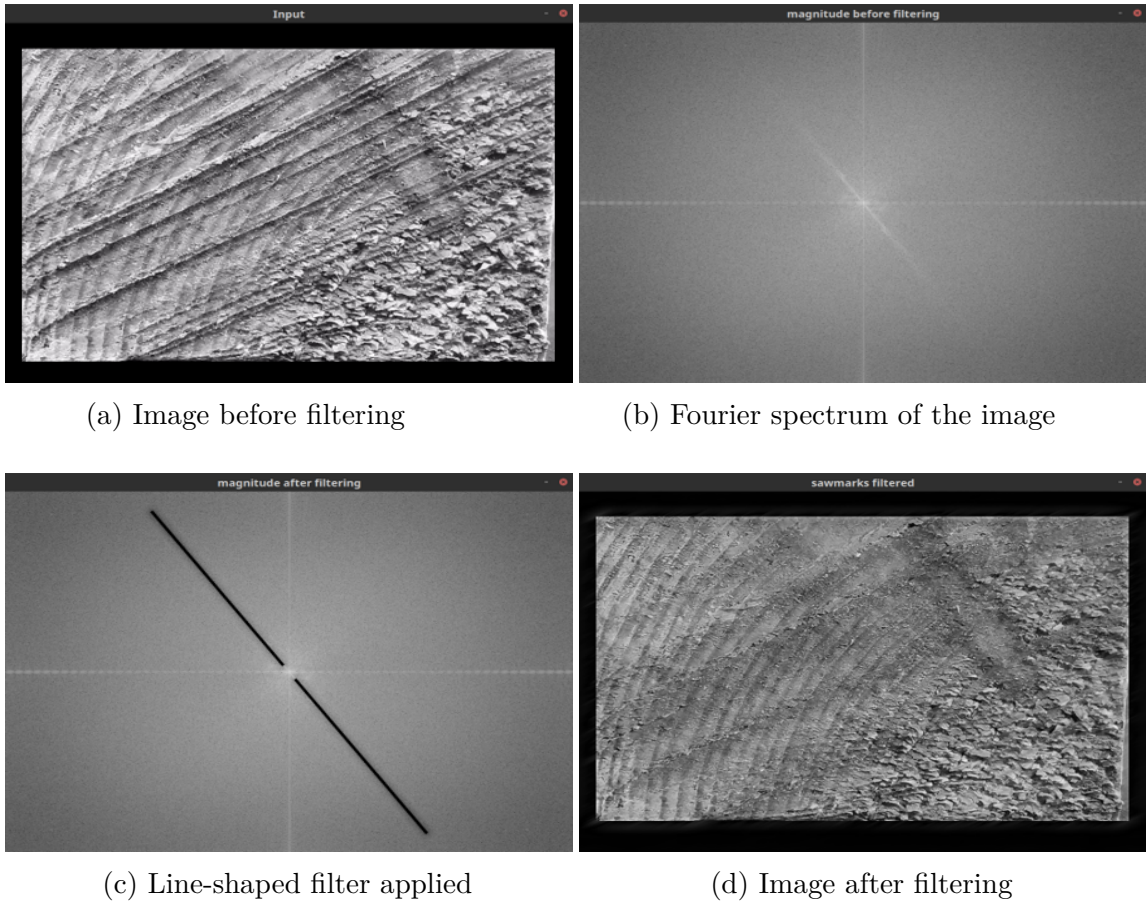 Input
magnitude before filtering
(a) Image before filtering
(b) Fourier spectrum of the image
magnitude after filtering
sawmarks filtered
(c) Line-shaped filter applied
(d) Image after filtering